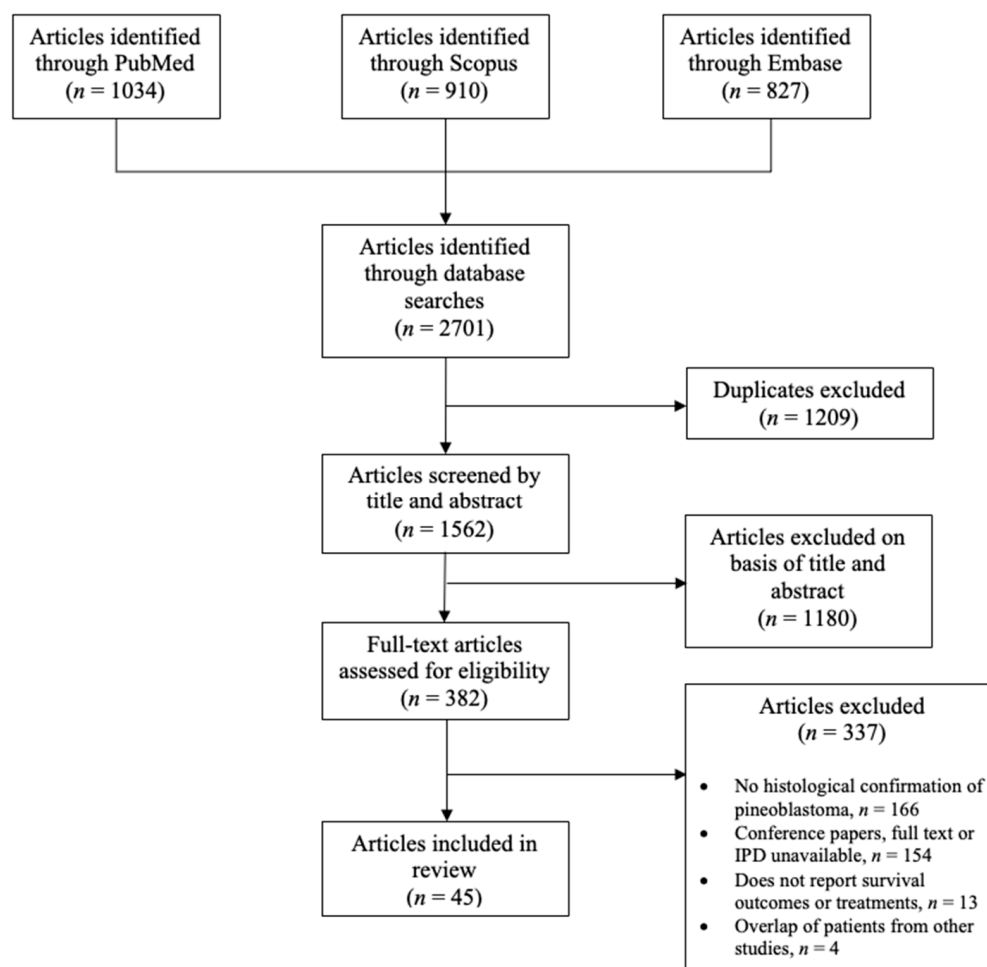 Articles identified
through PubMed
(n = 1034)
Articles identified
through Scopus
(n = 910)
Articles identified
through Embase
(n = 827)
Articles identified
through database
searches
(n = 2701)
Duplicates excluded
(n = 1209)
Articles screened by
title and abstract
(n = 1562)
Articles excluded on
basis of title and
abstract
(n = 1180)
Full-text articles
assessed for eligibility
(n = 382)
Articles excluded
(n = 337)
• No histological confirmation of
pineoblastoma, n = 166
• Conference papers, full text or
IPD unavailable, n = 154
• Does not report survival
outcomes or treatments, n = 13
• Overlap of patients from other
studies, n = 4
Articles included in
review
(n = 45)